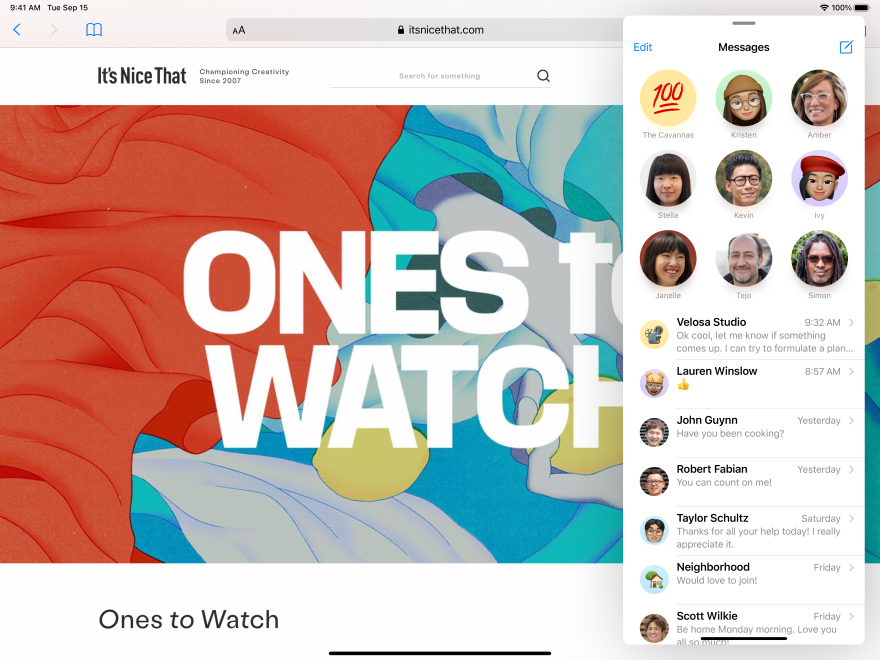 9:41 AM Tue Sep 15
100%
AA
itsnicethat.com
It's Nice That
Championing Creativity
Since 2007
Search for something
ONES to
WATCH
Ones to Watch
Edit
Messages
100
The Cavannas
Kristen
Amber
Stella
Kevin
Ivy
Janelle
Tejo
Simon
Velosa Studio
9:32 AM
Ok cool, let me know if something
comes up. I can try to formulate a plan...
Lauren Winslow
8:57 AM
👍
John Guynn
Yesterday
Have you been cooking?
Robert Fabian
Yesterday
You can count on me!
Taylor Schultz
Saturday
Thanks for all your help today! I really
appreciate it.
Neighborhood
Friday
Would love to join!
Scott Wilkie
Friday
Be home Monday morning. Love you
all so much!